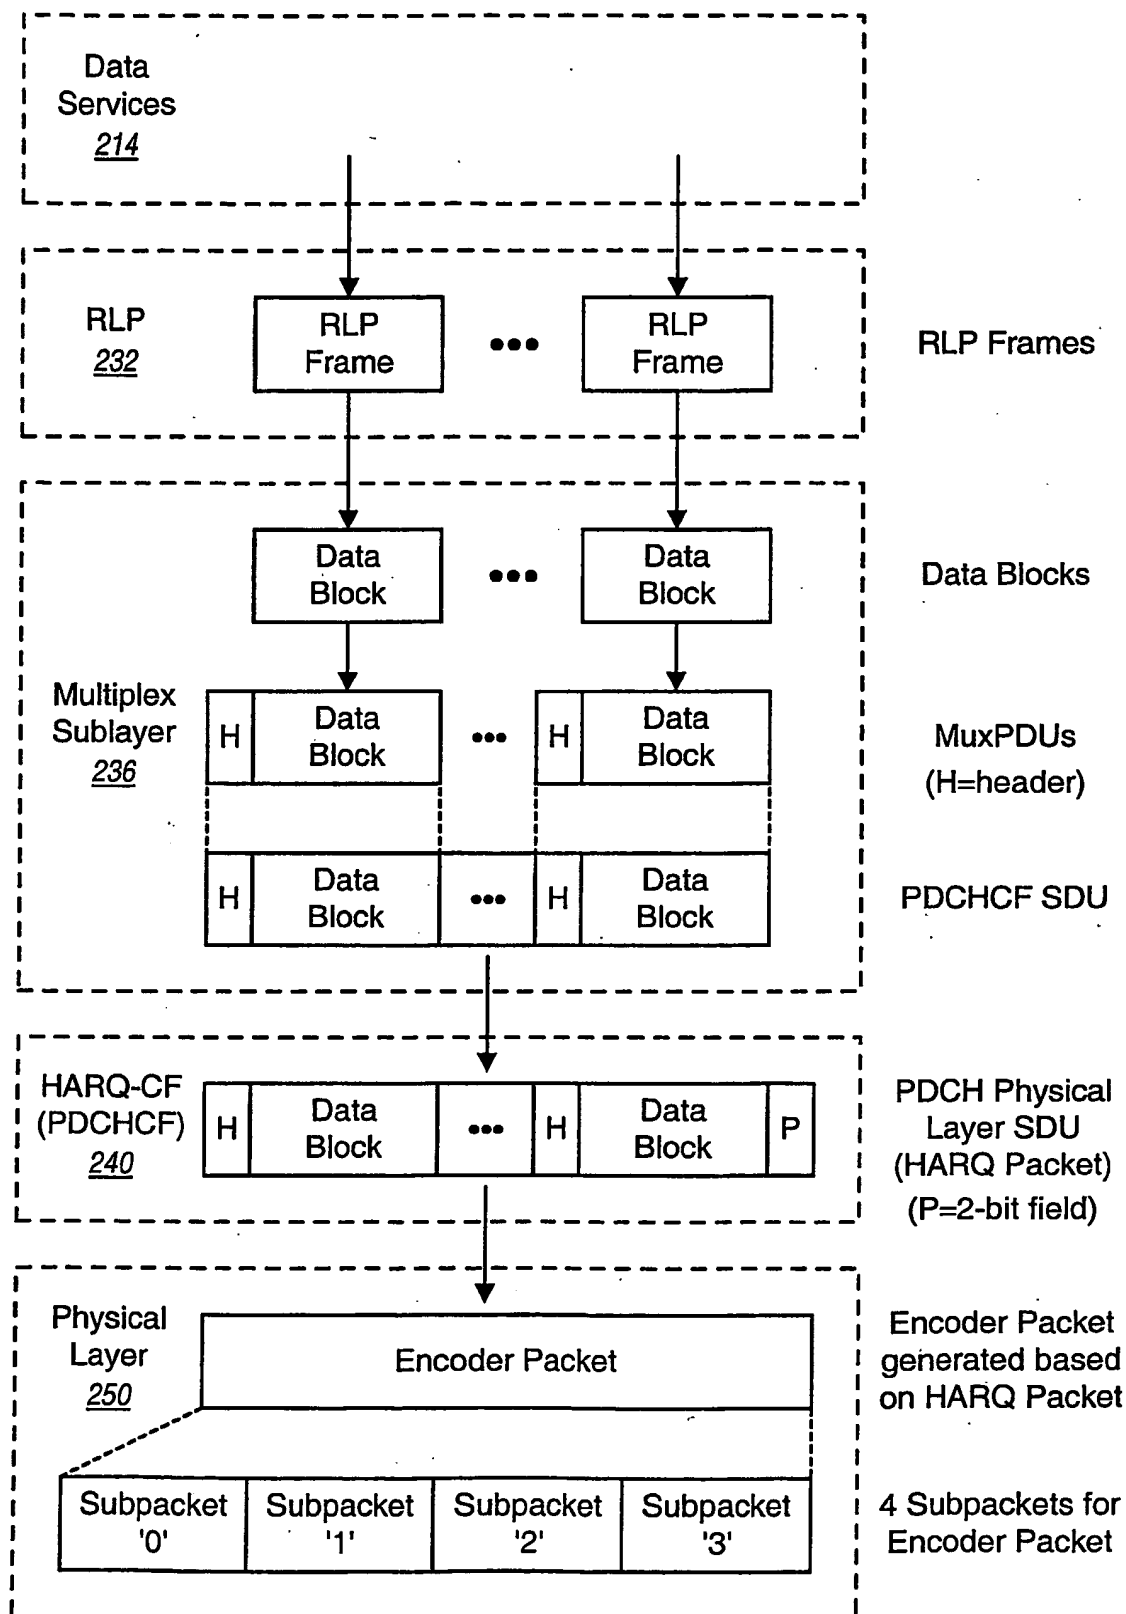 Data
Services
214
RLP
232
RLP
Frame
•••
RLP
Frame
RLP Frames
Data
Block
•••
Data
Block
Data Blocks
Multiplex
Sublayer
236
H
Data
Block
•••
H
Data
Block
MuxPDUs
(H=header)
H
Data
Block
•••
H
Data
Block
PDCHCF SDU
HARQ-CF
(PDCHCF)
240
H
Data
Block
•••
H
Data
Block
P
PDCH Physical
Layer SDU
(HARQ Packet)
(P=2-bit field)
Physical
Layer
250
Encoder Packet
Encoder Packet
generated based
on HARQ Packet
Subpacket
'0'
Subpacket
'1'
Subpacket
'2'
Subpacket
'3'
4 Subpackets for
Encoder Packet